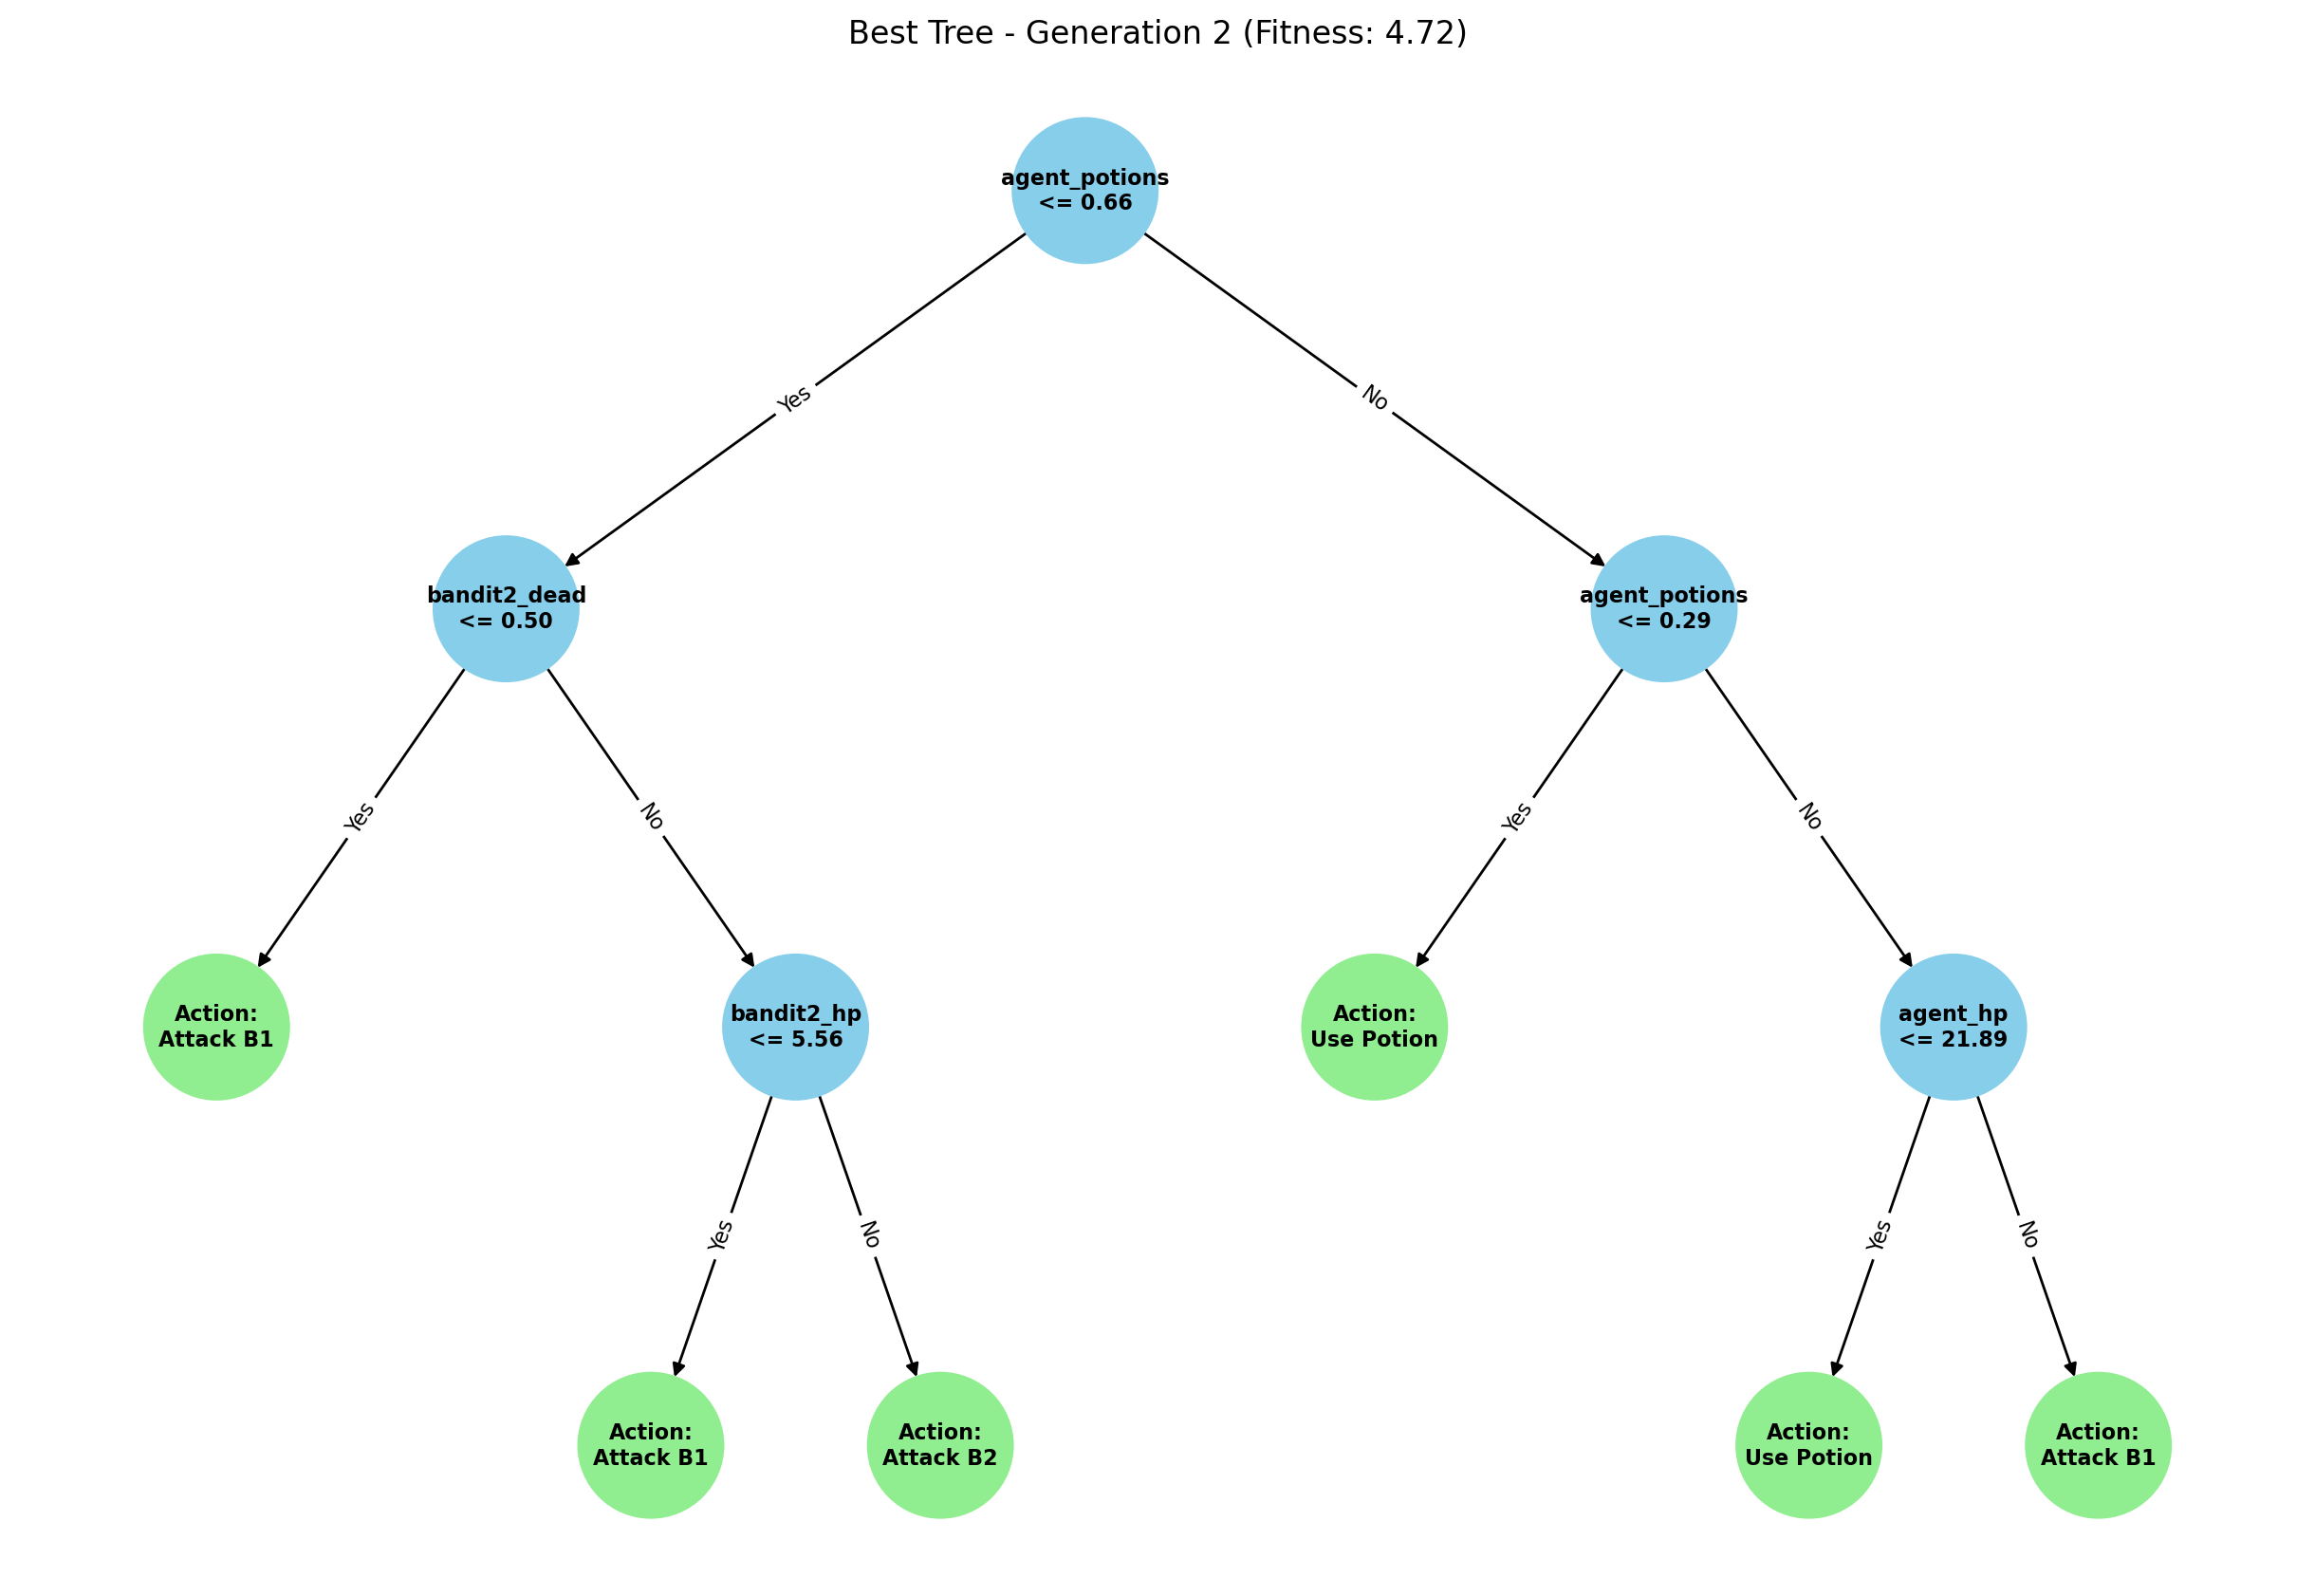 Best Tree - Generation 2 (Fitness: 4.72)
agent_potions
<= 0.66
Yes
No
bandit2_dead
<= 0.50
agent_potions
<= 0.29
Yes
No
Yes
No
Action:
Attack B1
bandit2_hp
<= 5.56
Action:
Use Potion
agent_hp
<= 21.89
Yes
No
Yes
No
Action:
Attack B1
Action:
Attack B2
Action:
Use Potion
Action:
Attack B1